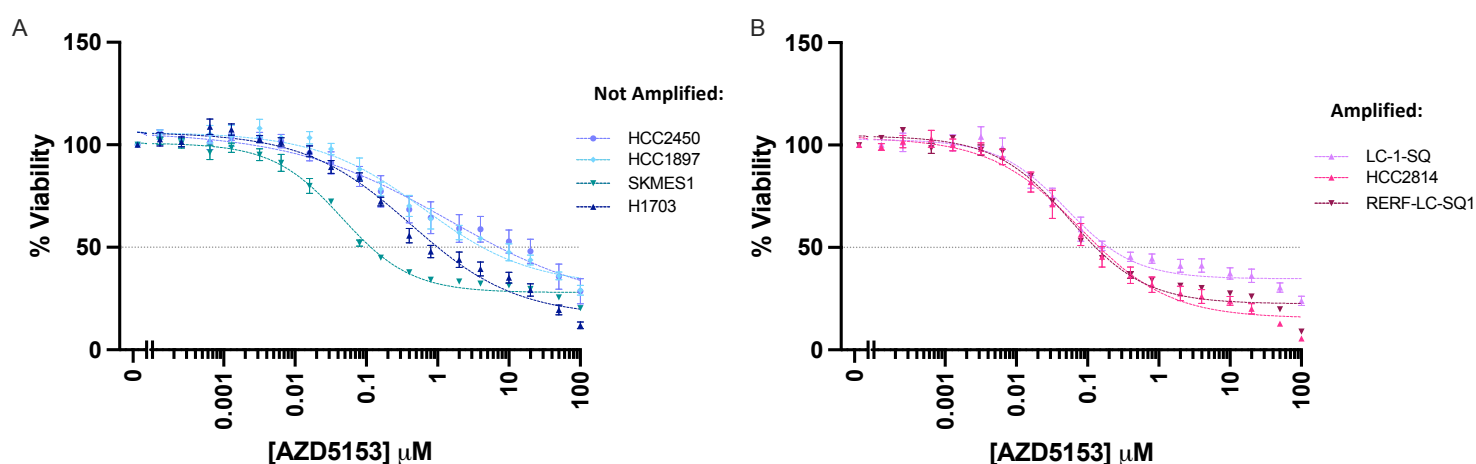 A
150
100
50
0
% Viability
0
0.001
0.01
0.1
1
10
100
[AZD5153] μM
Not Amplified:
HCC2450
HCC1897
SKMES1
H1703
B
150
100
50
0
% Viability
0
0.001
0.01
0.1
1
10
100
[AZD5153] μM
Amplified:
LC-1-SQ
HCC2814
RERF-LC-SQ1